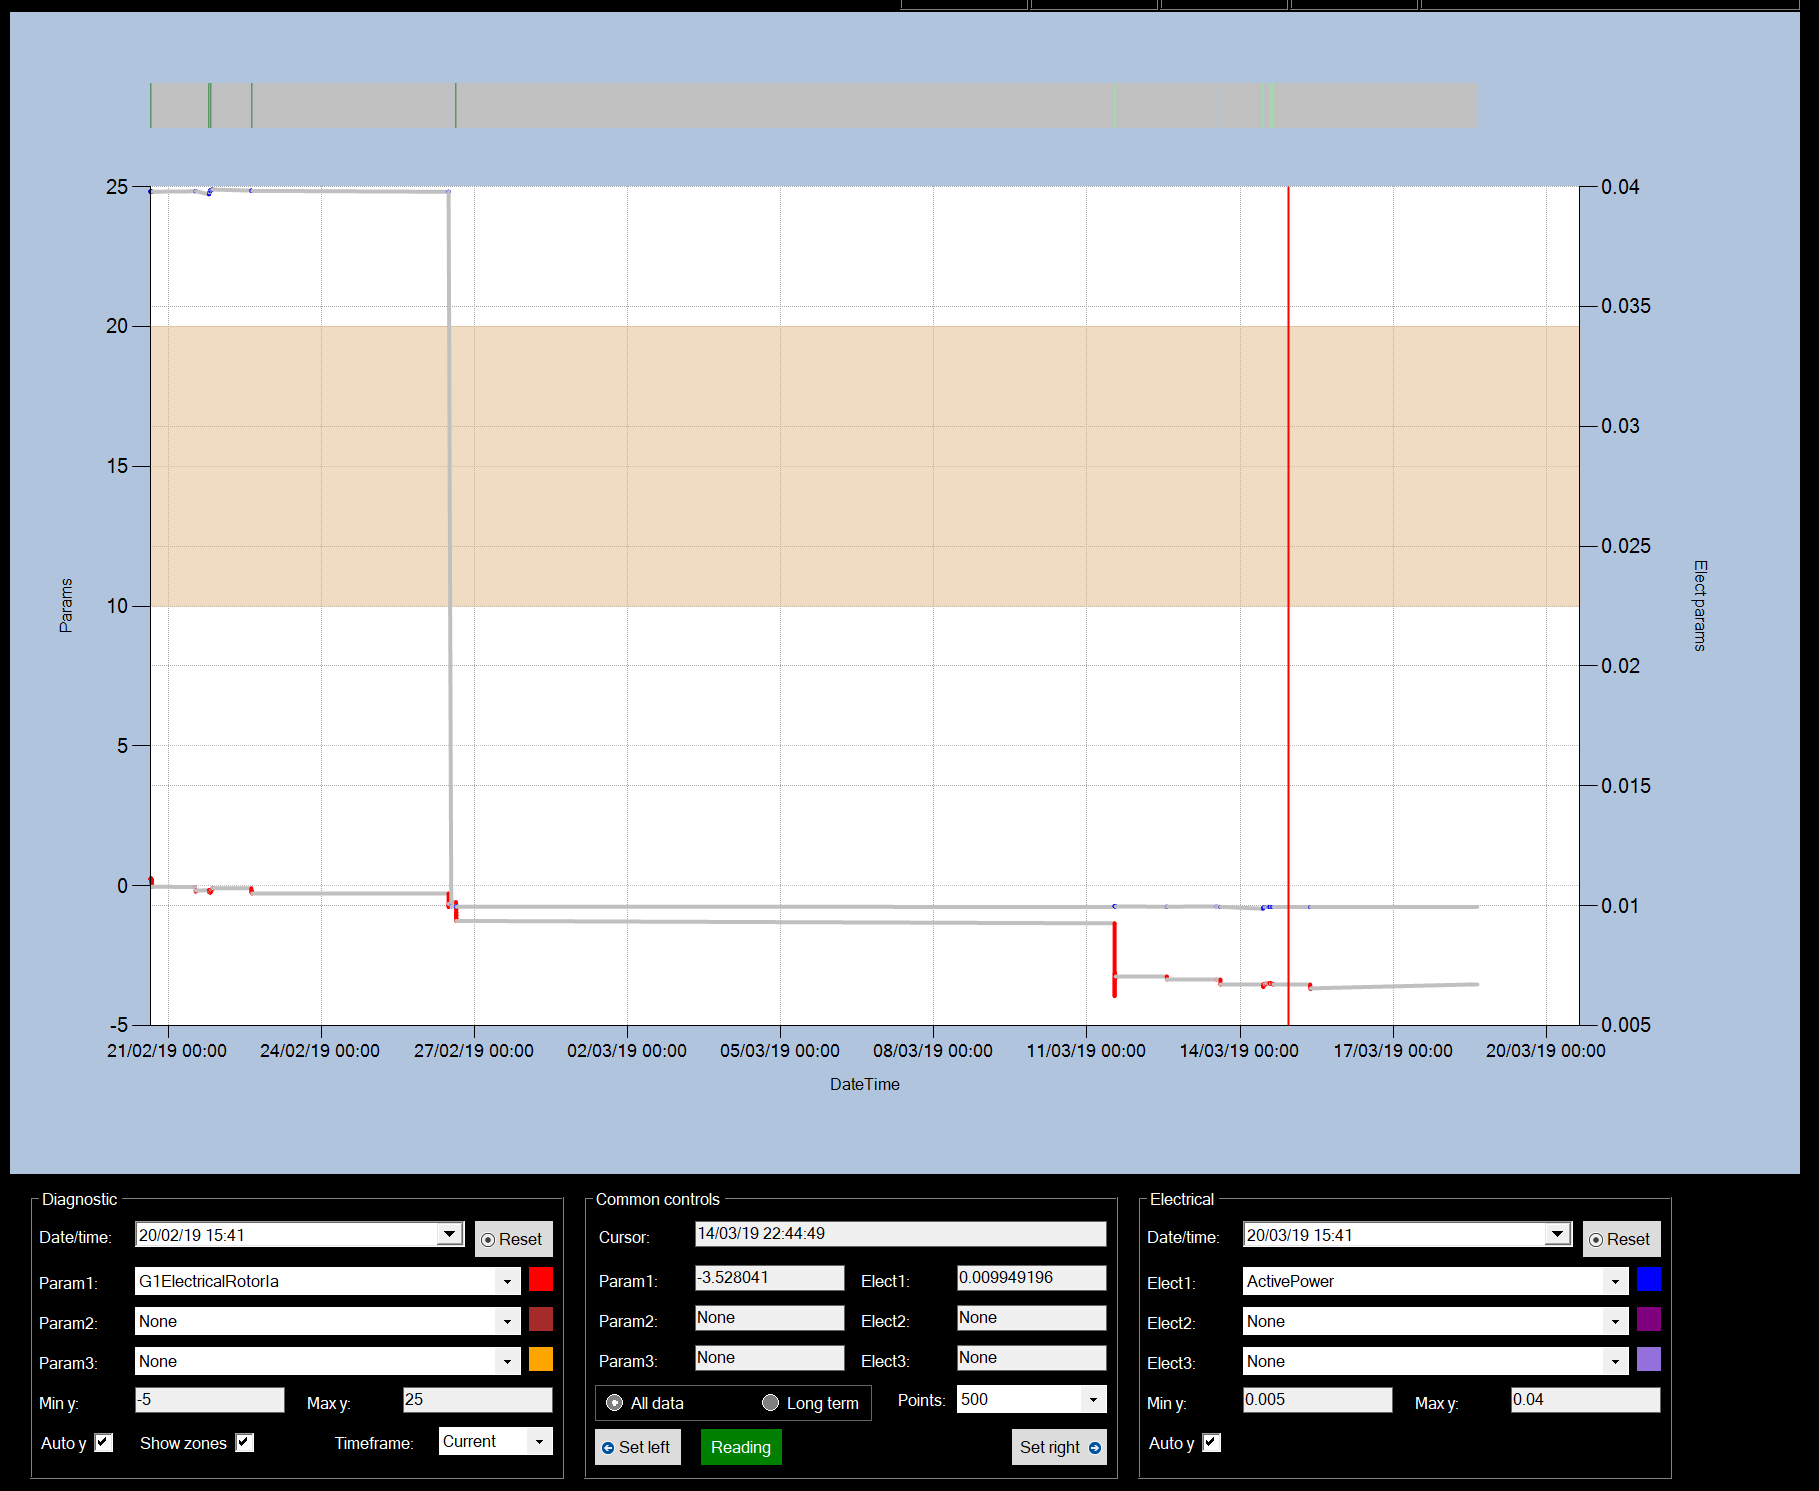 25
20
15
10
5
0
-5
Params
0.04
0.035
0.03
0.025
0.02
0.015
0.01
0.005
Elect params
21/02/19 00:00 24/02/19 00:00 27/02/19 00:00 02/03/19 00:00 05/03/19 00:00 08/03/19 00:00 11/03/19 00:00 14/03/19 00:00 17/03/19 00:00 20/03/19 00:00
DateTime
Diagnostic
Date/time: 20/02/19 15:41 Reset
Param1: G1ElectricalRotorIa
Param2: None
Param3: None
Min y: -5 Max y: 25
Auto y Show zones Timeframe: Current
Common controls
Cursor: 14/03/19 22:44:49
Param1: -3.528041 Elect1: 0.009949196
Param2: None Elect2: None
Param3: None Elect3: None
All data Long term Points: 500
Set left Reading Set right
Electrical
Date/time: 20/03/19 15:41 Reset
Elect1: ActivePower
Elect2: None
Elect3: None
Min y: 0.005 Max y: 0.04
Auto y